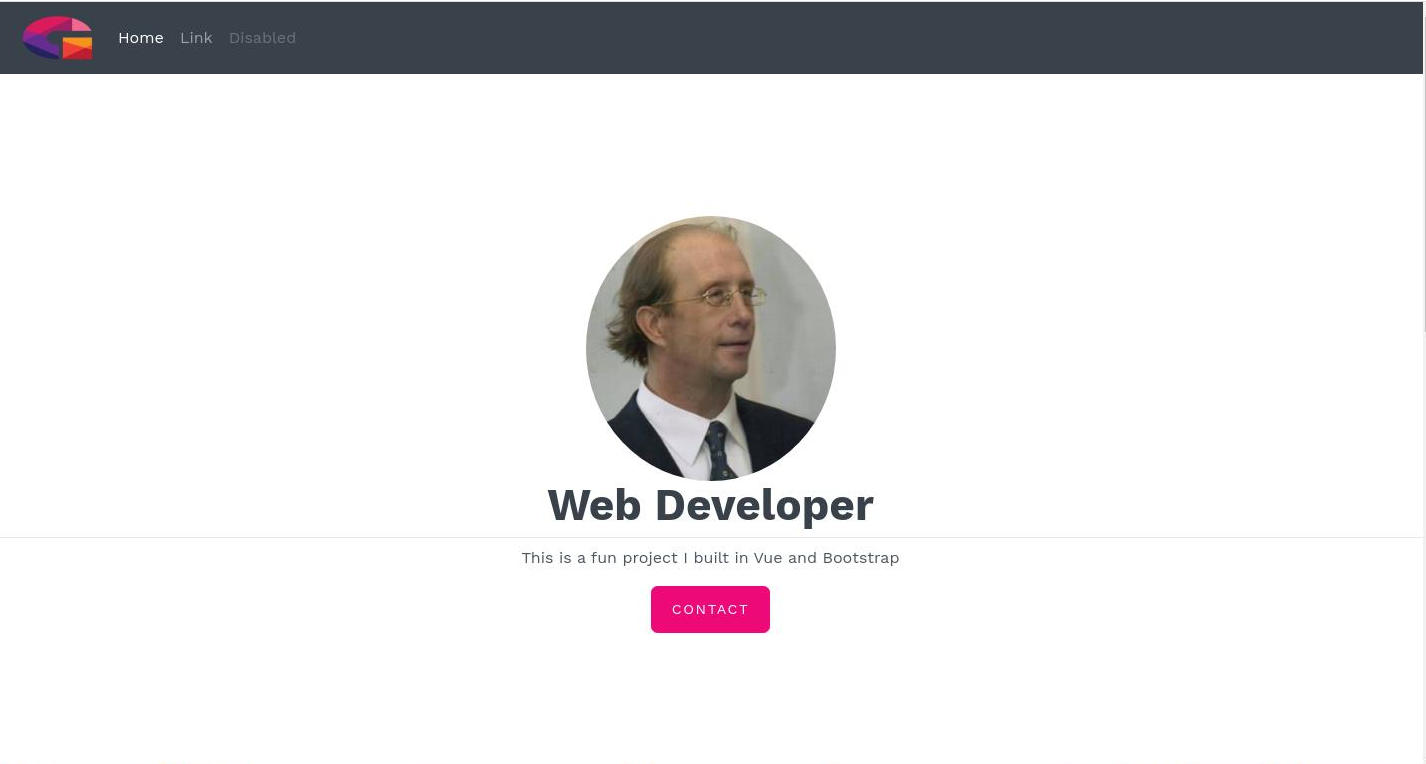 Home Link Disabled
Web Developer
This is a fun project I built in Vue and Bootstrap
CONTACT